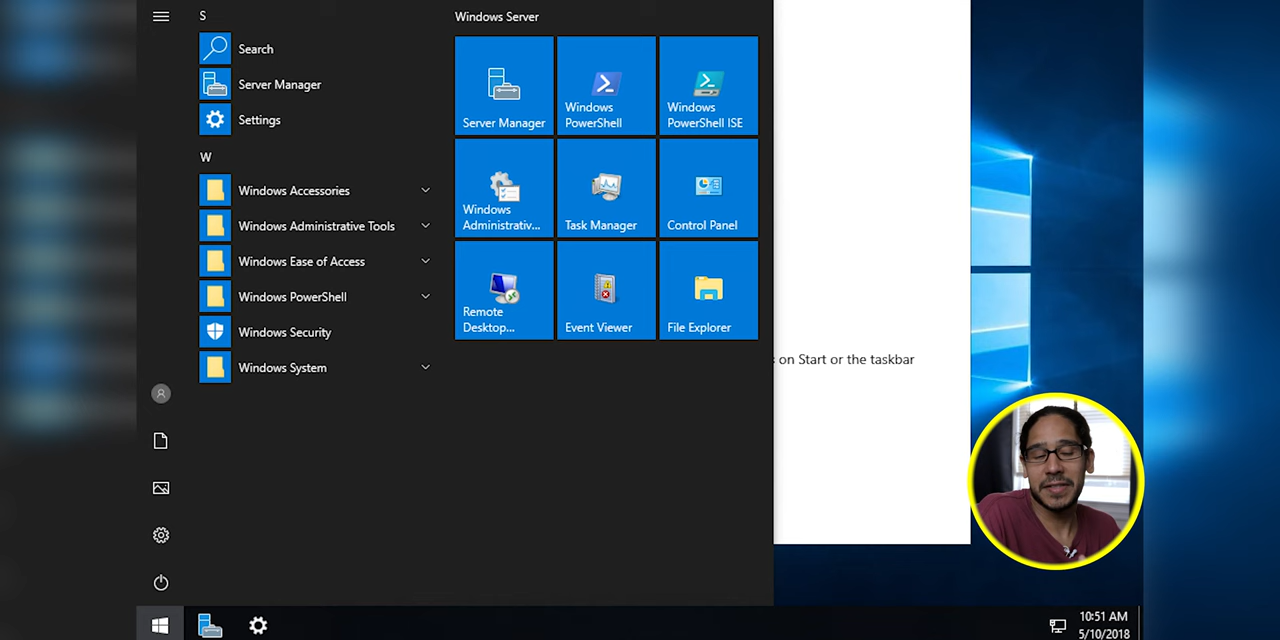 S
Search
Server Manager
Settings
W
Windows Accessories
Windows Administrative Tools
Windows Ease of Access
Windows PowerShell
Windows Security
Windows System
Windows Server
Server Manager
Windows
PowerShell
Windows
PowerShell ISE
Windows
Administrativ...
Task Manager
Control Panel
Remote
Desktop...
Event Viewer
File Explorer
on Start or the taskbar
10:51 AM
5/10/2018